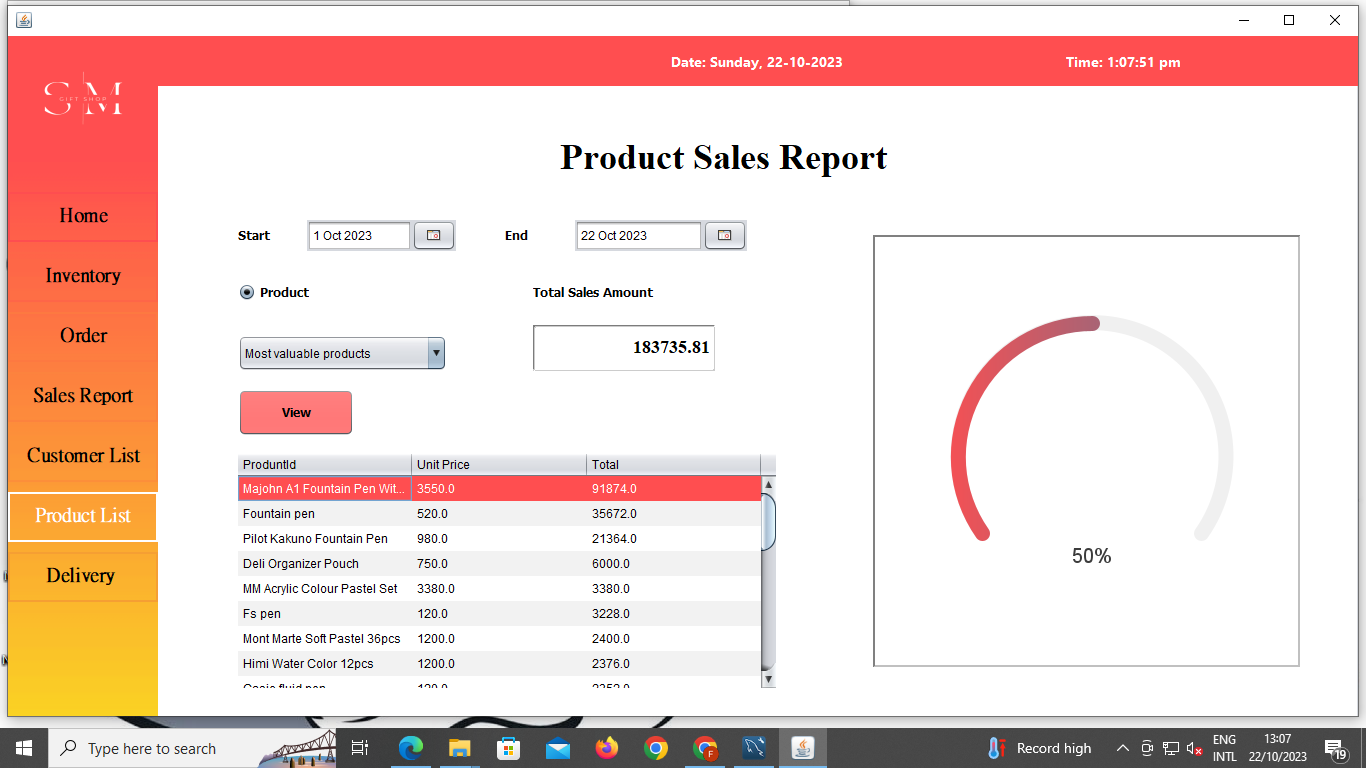 Date: Sunday, 22-10-2023 Time: 1:07:51 pm
SM
GIFT SHOP
Product Sales Report
Home
Inventory
Order
Sales Report
Customer List
Product List
Delivery
Start 1 Oct 2023 End 22 Oct 2023
Product Total Sales Amount
Most valuable products 183735.81
View
ProduntId Unit Price Total
Majohn A1 Fountain Pen Wit... 3550.0 91874.0
Fountain pen 520.0 35672.0
Pilot Kakuno Fountain Pen 980.0 21364.0
Deli Organizer Pouch 750.0 6000.0
MM Acrylic Colour Pastel Set 3380.0 3380.0
Fs pen 120.0 3228.0
Mont Marte Soft Pastel 36pcs 1200.0 2400.0
Himi Water Color 12pcs 1200.0 2376.0
50%
Type here to search
Record high
ENG
INTL
13:07
22/10/2023
19